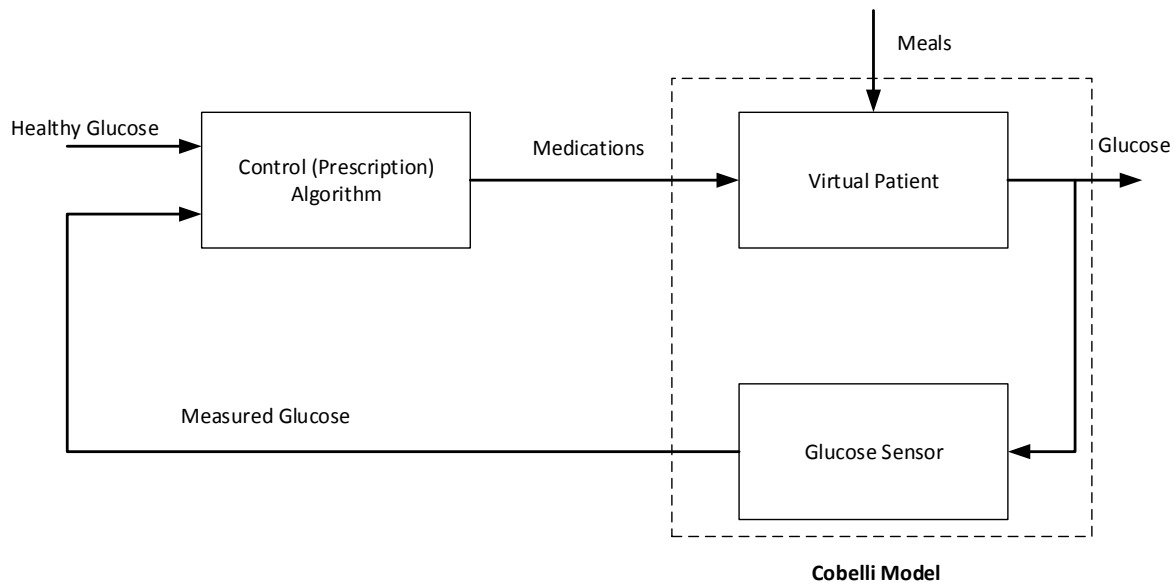 Meals
Healthy Glucose
Control (Prescription)
Algorithm
Medications
Virtual Patient
Glucose
Measured Glucose
Glucose Sensor
Cobelli Model